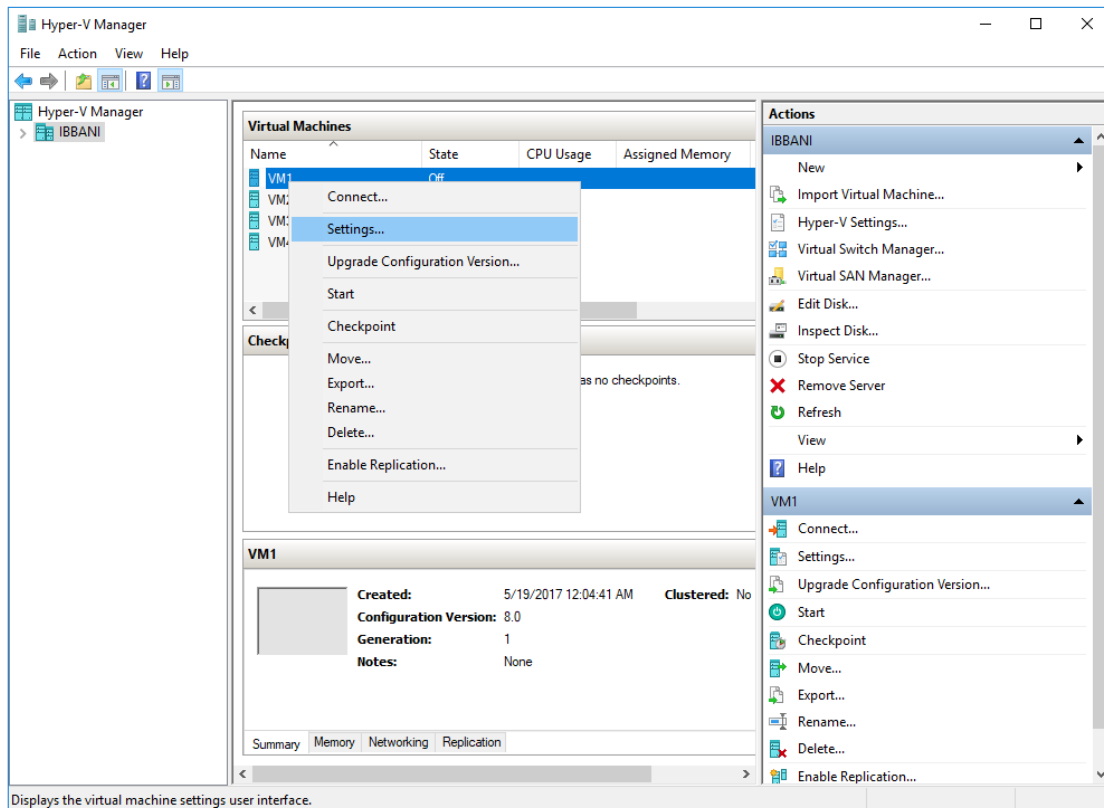 Hyper-V Manager
File Action View Help
Hyper-V Manager
IBBANI
Virtual Machines
Name State CPU Usage Assigned Memory
VM1 Off
Connect...
Settings...
Upgrade Configuration Version...
Start
Checkpoint
Move...
Export...
Rename...
Delete...
Enable Replication...
Help
as no checkpoints.
VM1
Created: 5/19/2017 12:04:41 AM Clustered: No
Configuration Version: 8.0
Generation: 1
Notes: None
Summary Memory Networking Replication
Actions
IBBANI
New
Import Virtual Machine...
Hyper-V Settings...
Virtual Switch Manager...
Virtual SAN Manager...
Edit Disk...
Inspect Disk...
Stop Service
Remove Server
Refresh
View
Help
VM1
Connect...
Settings...
Upgrade Configuration Version...
Start
Checkpoint
Move...
Export...
Rename...
Delete...
Enable Replication...
Displays the virtual machine settings user interface.